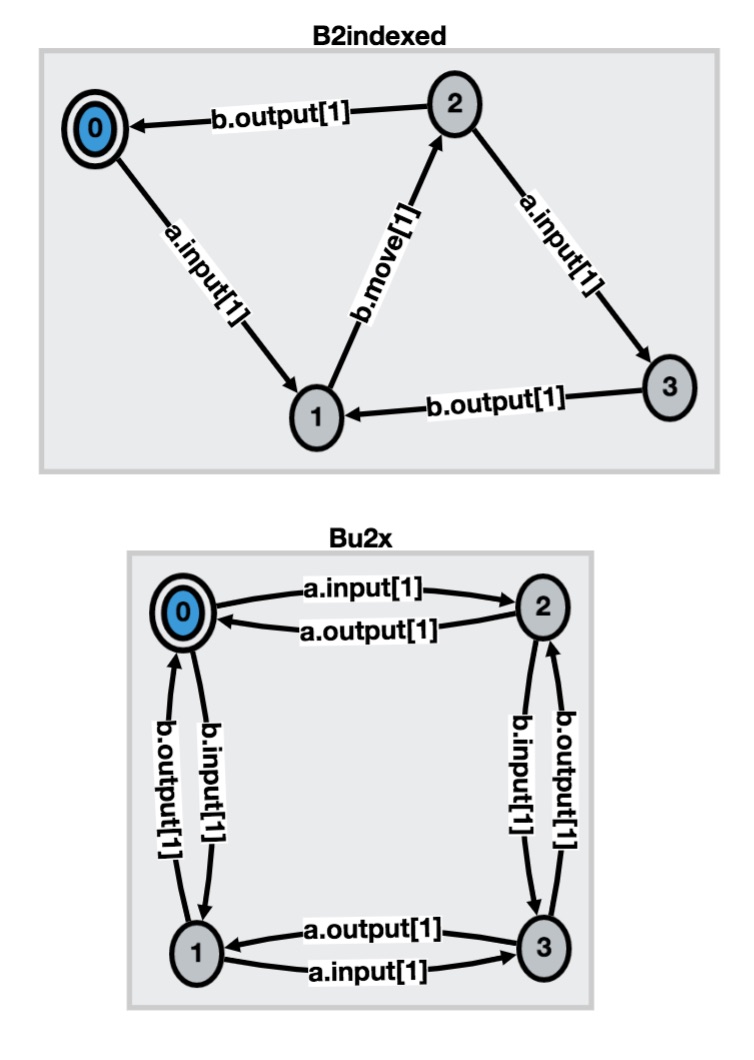 B2indexed
0
b.output[1]
2
a.input[1]
b.move[1]
a.input[1]
1
b.output[1]
3
Bu2x
0
a.input[1]
a.output[1]
2
b.output[1]
b.input[1]
b.input[1]
b.output[1]
1
a.output[1]
a.input[1]
3